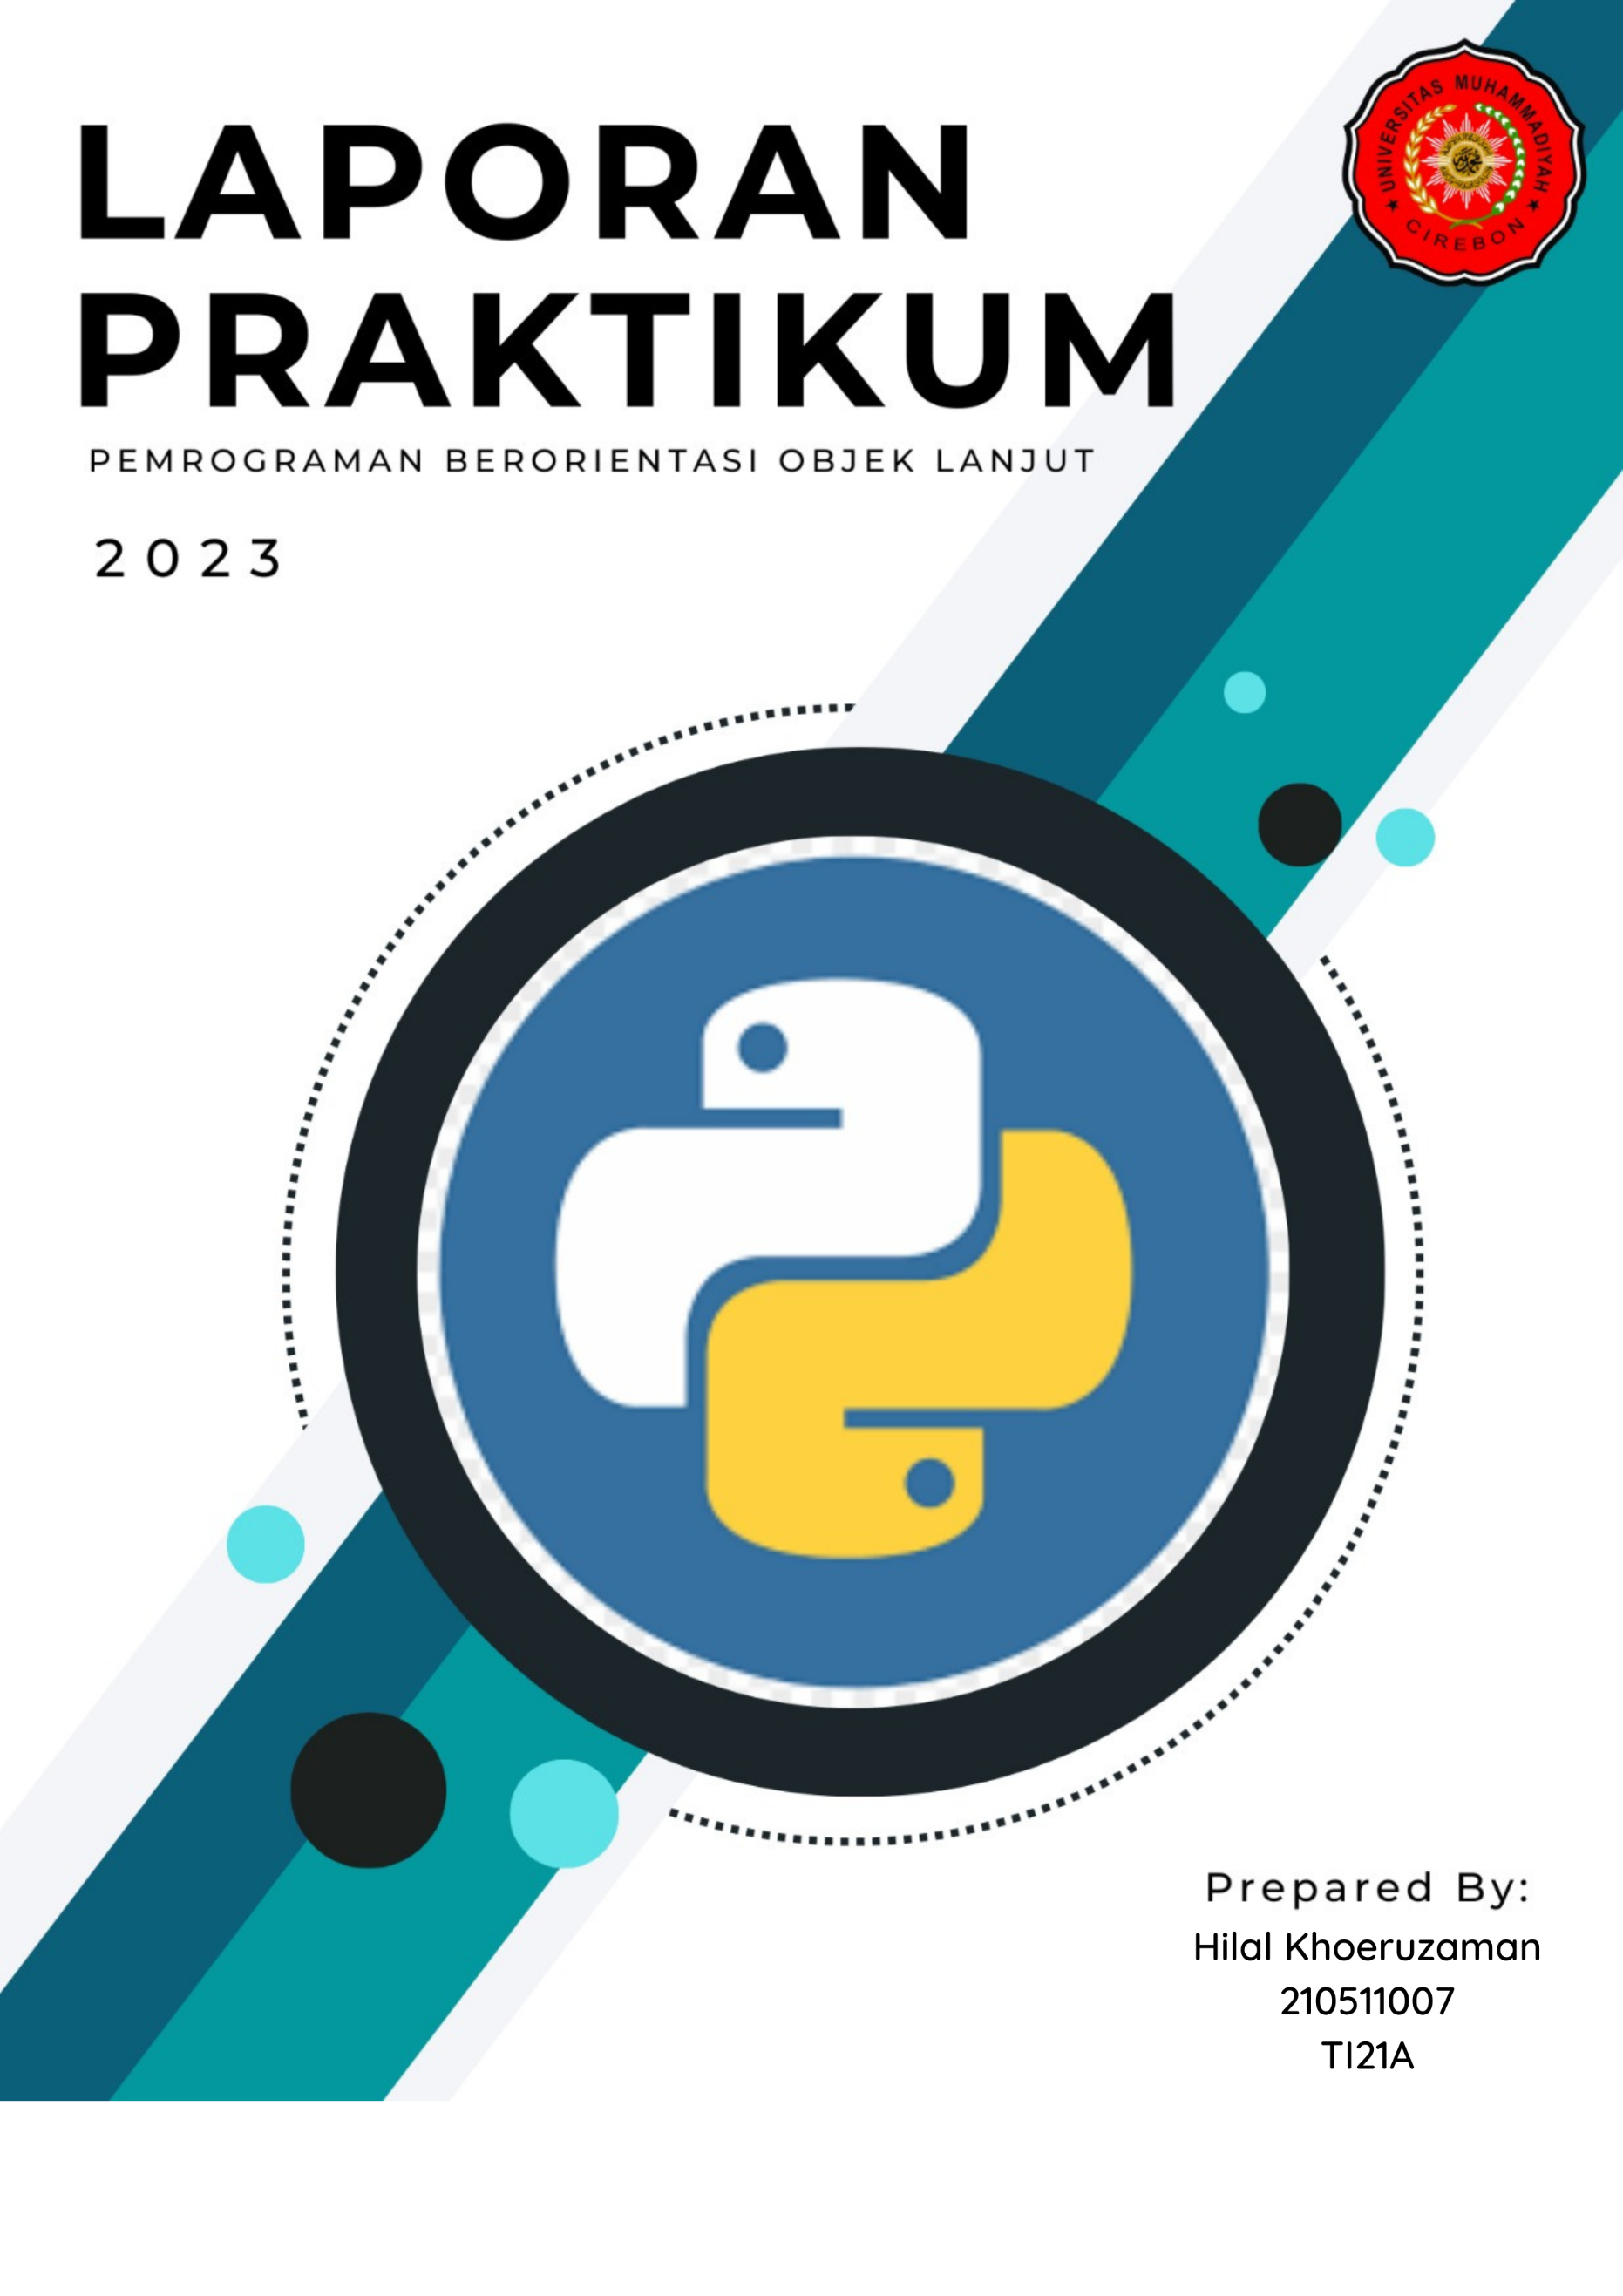 LAPORAN
PRAKTIKUM
PEMROGRAMAN BERORIENTASI OBJEK LANJUT
2023
UNIVERSITAS MUHAMMADIYAH
CIREBON
Prepared By:
Hilal Khoeruzaman
210511007
TI21A